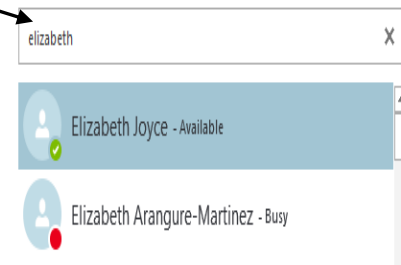 elizabeth
Elizabeth Joyce - Available
Elizabeth Arangure-Martinez - Busy